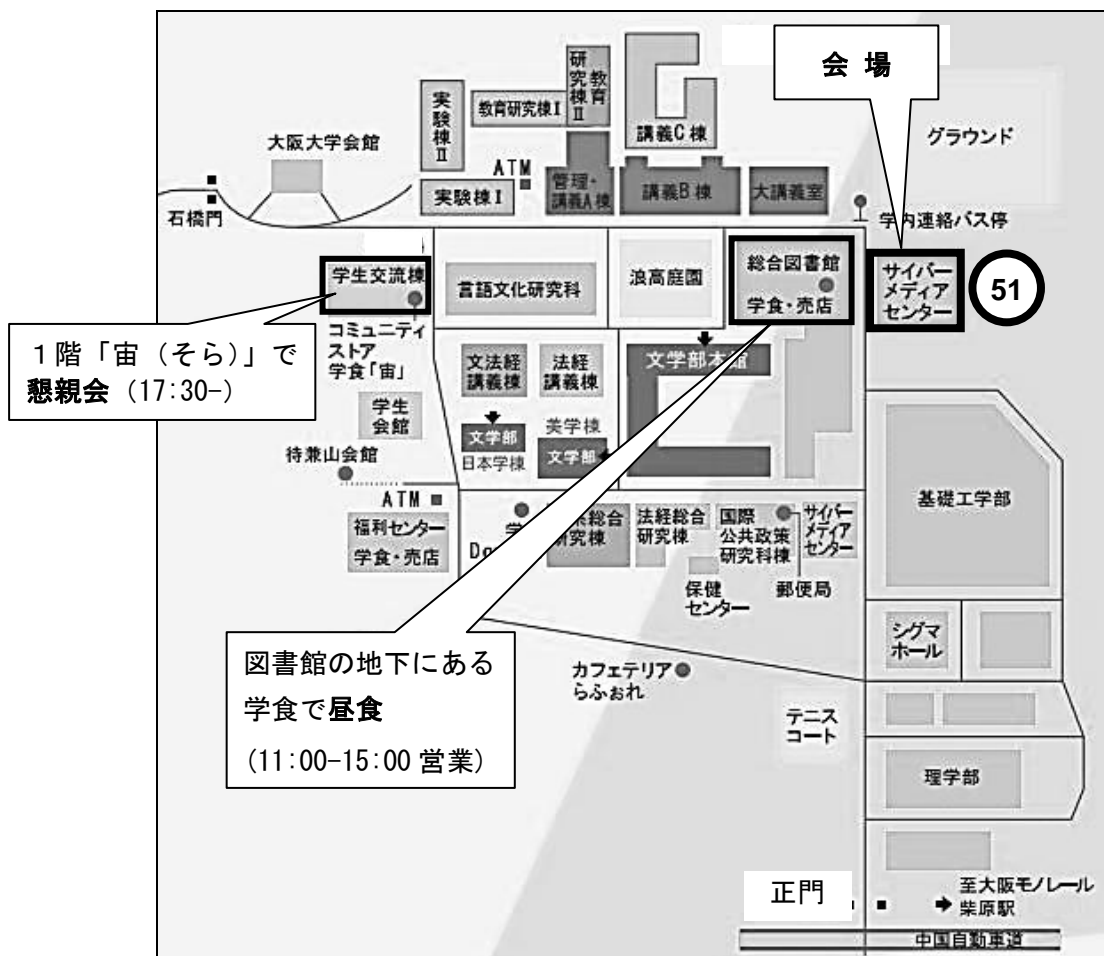 会 場
研究棟Ⅱ
教育
実験棟Ⅱ
教育研究棟Ⅰ
講義C棟
グラウンド
大阪大学会館
ATM
実験棟Ⅰ
管理・
講義A棟
講義B棟
大講義室
石橋門
学内連絡バス停
学生交流棟
言語文化研究科
浪高庭園
総合図書館
学食・売店
サイバー
メディア
センター
51
コミュニティ
ストア
学食「宙」
1階「宙（そら）」で
懇親会（17:30-）
文法経
講義棟
法経
講義棟
文学部本館
学生
会館
文学部
日本学棟
美学棟
文学部
待兼山会館
ATM
福利センター
学食・売店
総合
研究棟
法経総合
研究棟
国際
公共政策
研究科棟
サイバー
メディア
センター
基礎工学部
保健
センター
郵便局
シグマ
ホール
図書館の地下にある
学食で昼食
（11:00-15:00 営業）
カフェテリア
らふぉれ
テニス
コート
理学部
正門
至大阪モノレール
柴原駅
中国自動車道